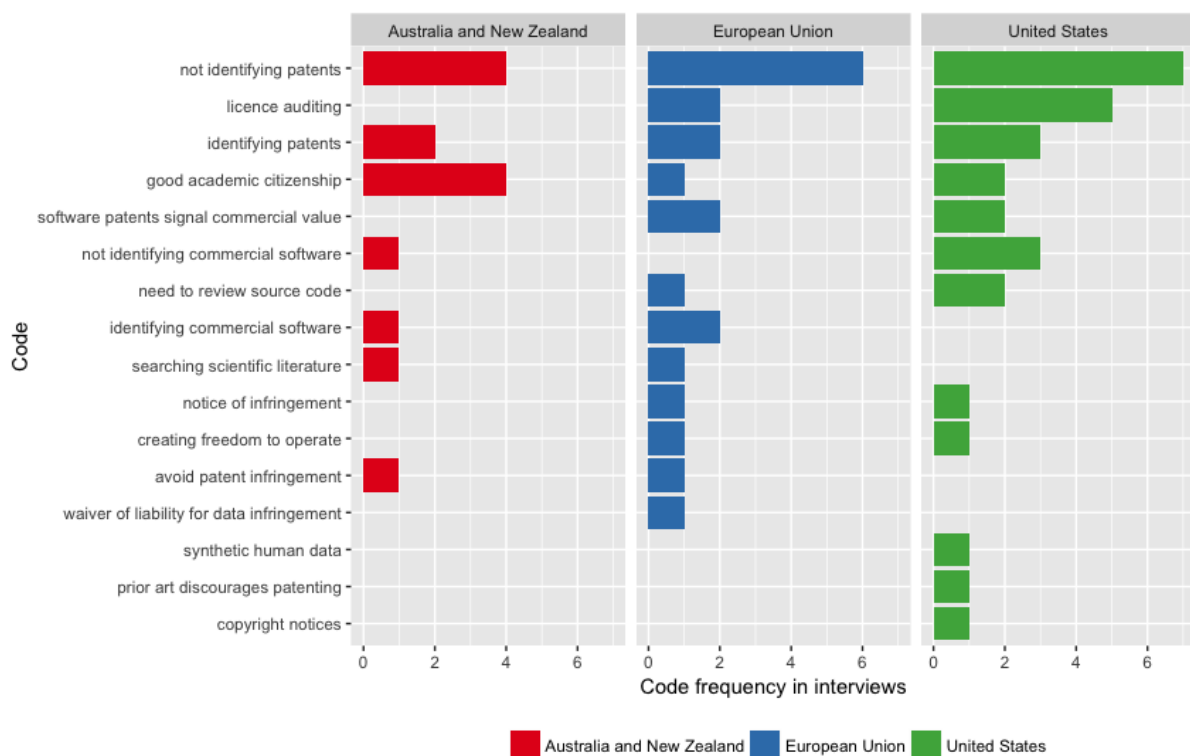 Australia and New Zealand European Union United States
not identifying patents
licence auditing
identifying patents
good academic citizenship
software patents signal commercial value
not identifying commercial software
need to review source code
identifying commercial software
searching scientific literature
notice of infringement
creating freedom to operate
avoid patent infringement
waiver of liability for data infringement
synthetic human data
prior art discourages patenting
copyright notices
Code
0 2 4 6 0 2 4 6 0 2 4 6
Code frequency in interviews
Australia and New Zealand European Union United States